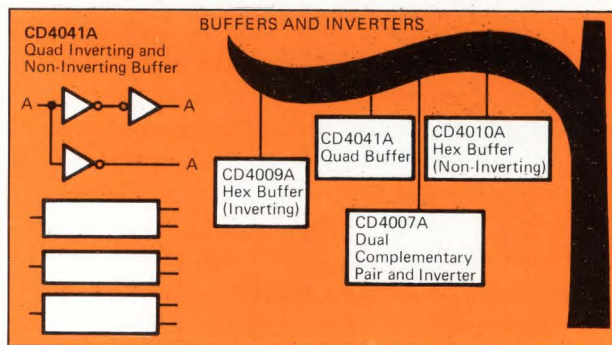 BUFFERS AND INVERTERS
CD4041A
Quad Inverting and
Non-Inverting Buffer
A
A
A
CD4009A
Hex Buffer
(Inverting)
CD4041A
Quad Buffer
CD4007A
Dual
Complementary
Pair and Inverter
CD4010A
Hex Buffer
(Non-Inverting)